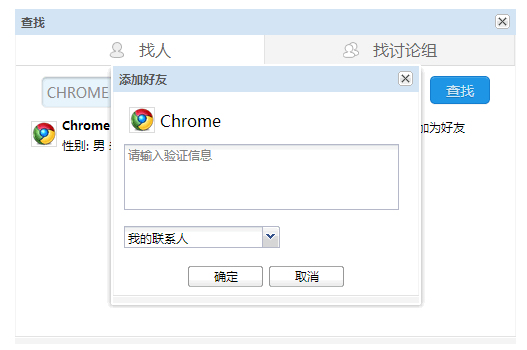 查找
找人
找讨论组
CHROME
查找
添加好友
Chrome
请输入验证信息
我的联系人
确定
取消
Chrome
性别: 男
加为好友